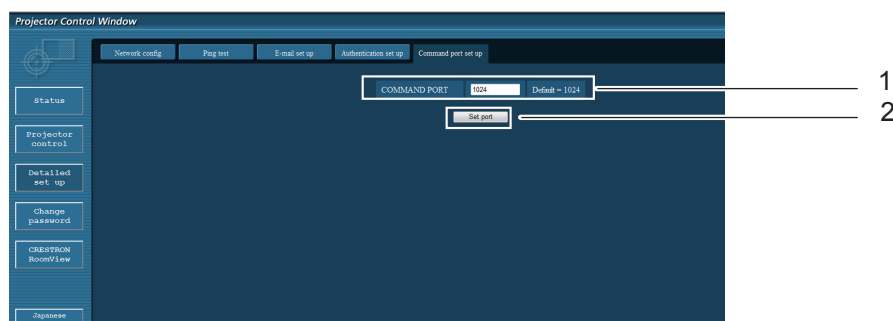 Projector Control Window
Network config
Ping test
E-mail set up
Authentication set up
Command port set up
COMMAND PORT
1024
Default = 1024
1
Set port
2
Status
Projector
control
Detailed
set up
Change
password
CRESTRON
RoomView
Japanese